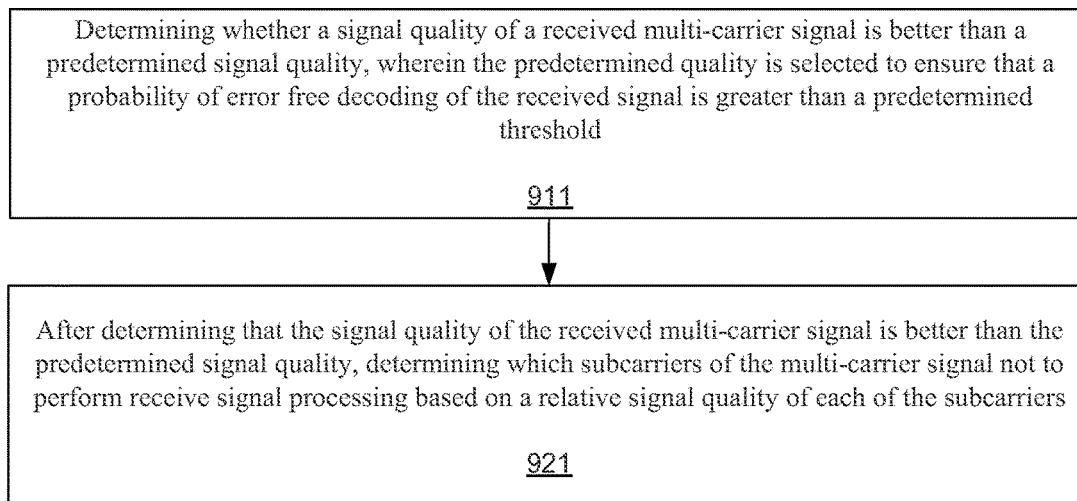 Determining whether a signal quality of a received multi-carrier signal is better than a
predetermined signal quality, wherein the predetermined quality is selected to ensure that a
probability of error free decoding of the received signal is greater than a predetermined
threshold
911
After determining that the signal quality of the received multi-carrier signal is better than the
predetermined signal quality, determining which subcarriers of the multi-carrier signal not to
perform receive signal processing based on a relative signal quality of each of the subcarriers
921